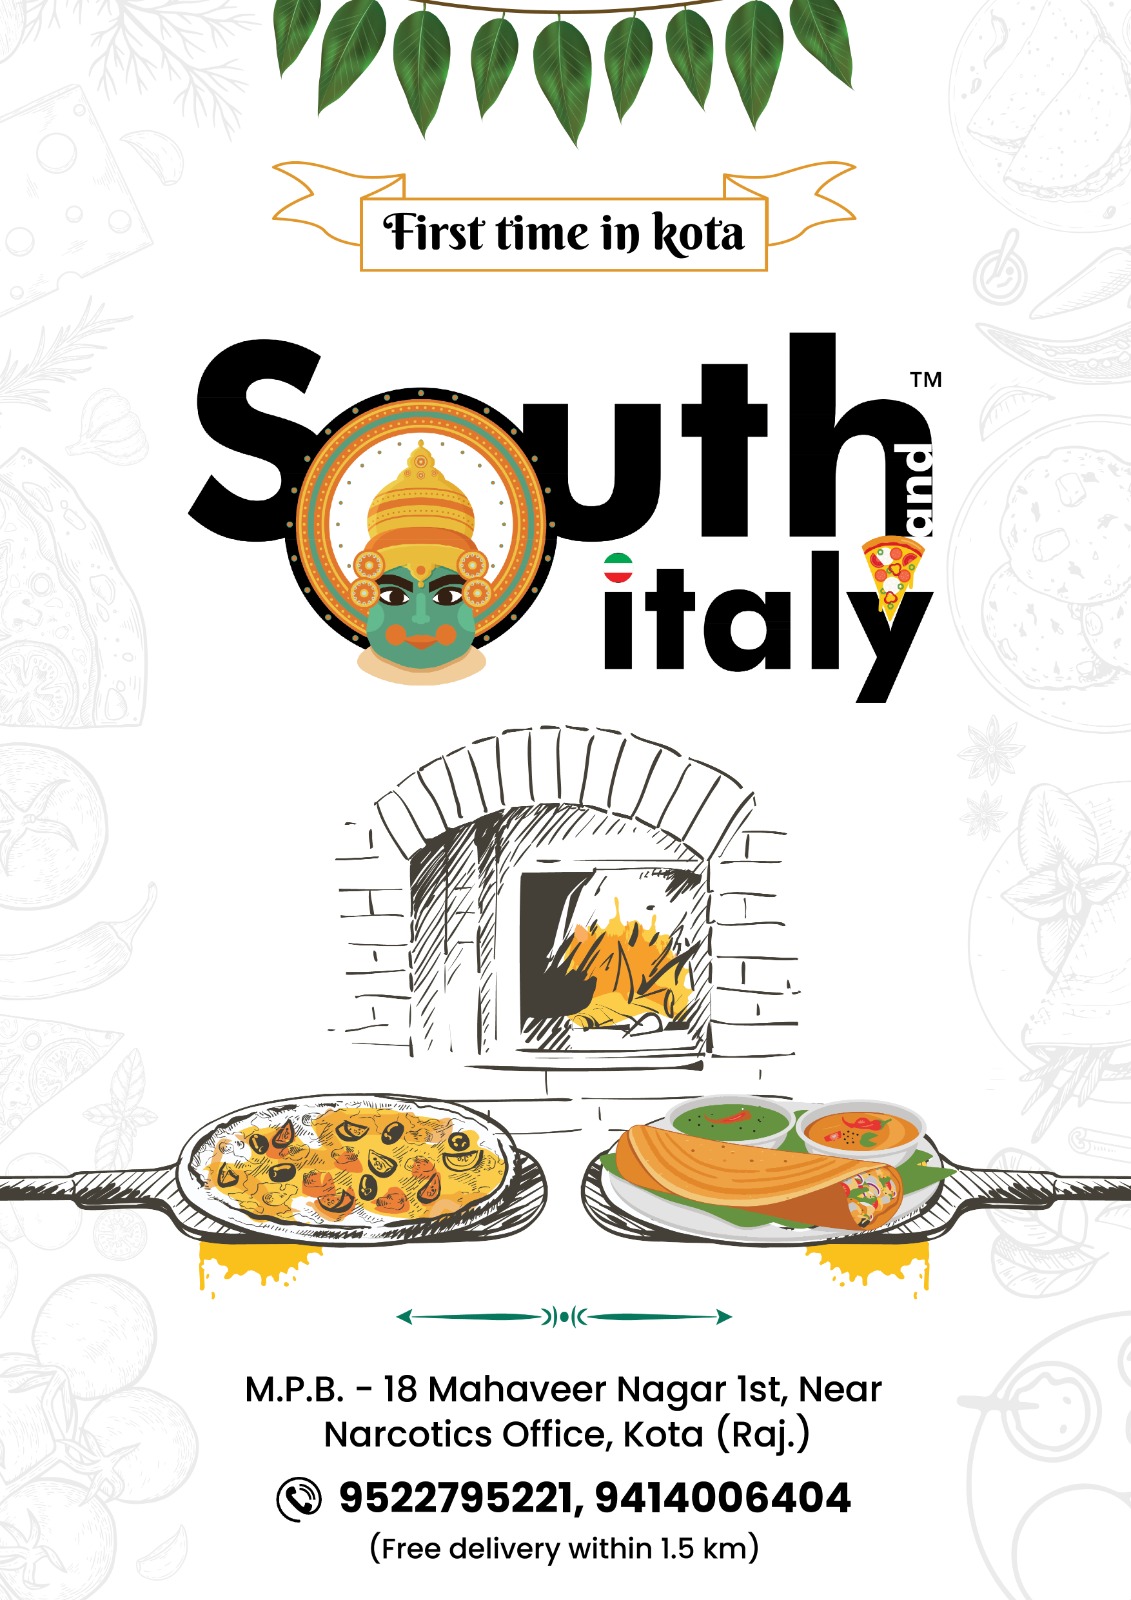 First time in kota
South
TM
and
italy
M.P.B. - 18 Mahaveer Nagar 1st, Near
Narcotics Office, Kota (Raj.)
9522795221, 9414006404
(Free delivery within 1.5 km)